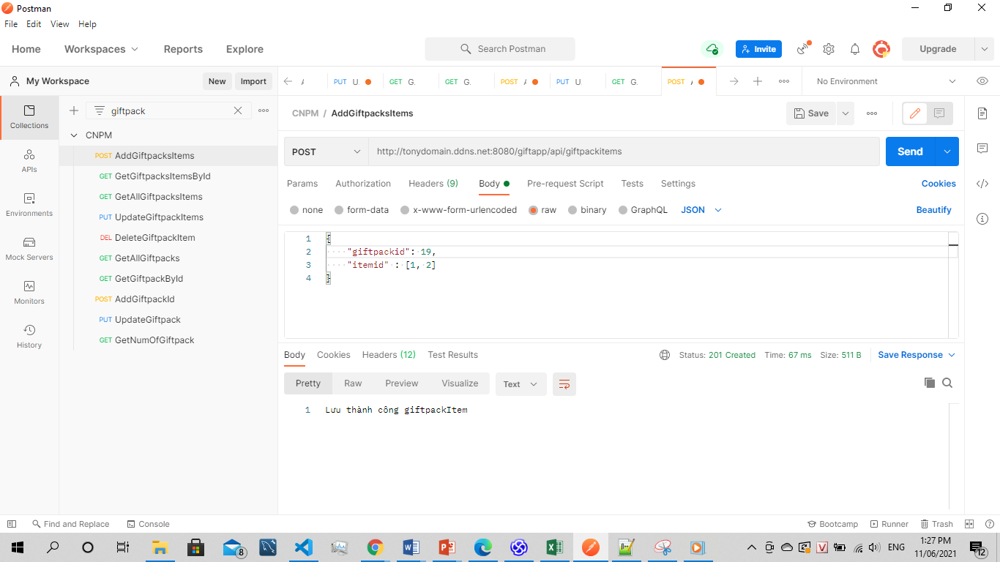 Postman
File Edit View Help
Home Workspaces Reports Explore Search Postman Invite Upgrade
My Workspace New Import
PUT U. GET G. GET G. POST PUT U. GET G. POST No Environment
Collections
APIs
Environments
Mock Servers
Monitors
History
giftpack
CNPM
POST AddGiftpacksItems
GET GetGiftpacksItemsById
GET GetAllGiftpacksItems
PUT UpdateGiftpackItems
DEL DeleteGiftpackItem
GET GetAllGiftpacks
GET GetGiftpackById
POST AddGiftpackId
PUT UpdateGiftpack
GET GetNumOfGiftpack
CNPM / AddGiftpacksItems Save
POST http://tonydomain.ddns.net:8080/giftapp/api/giftpackitems Send
Params Authorization Headers (9) Body Pre-request Script Tests Settings Cookies
none form-data x-www-form-urlencoded raw binary GraphQL JSON Beautify
1 {
2 "giftpackid": 19,
3 "itemid" : [1, 2]
4 }
Body Cookies Headers (12) Test Results Status: 201 Created Time: 67 ms Size: 511 B Save Response
Pretty Raw Preview Visualize Text
1 Lưu thành công giftpackItem
Find and Replace Console Bootcamp Runner Trash
8 ENG 1:27 PM
11/06/2021 12